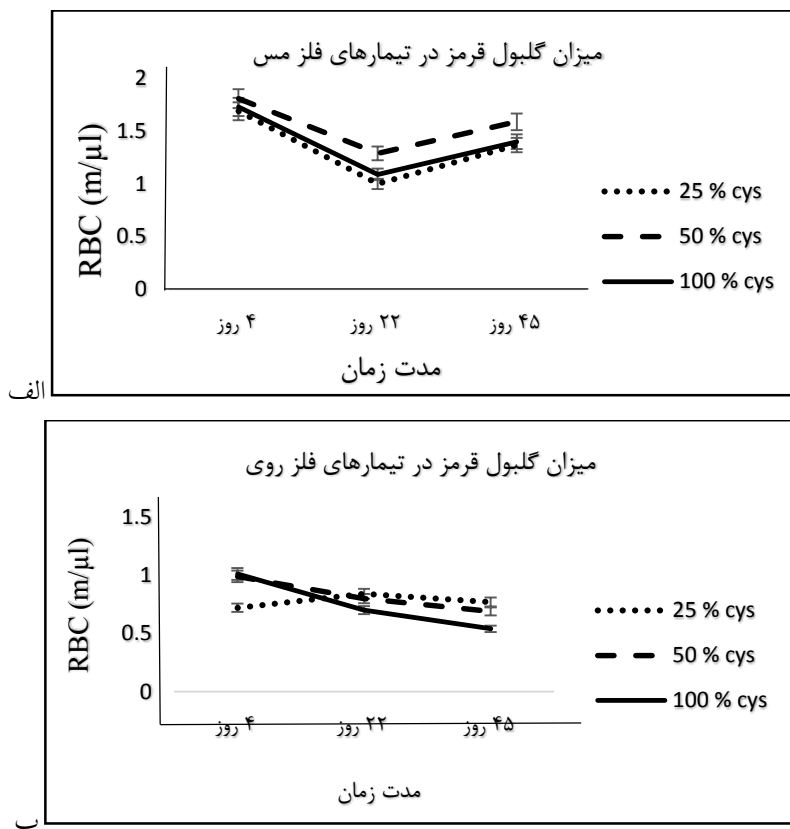 میزان گلبول قرمز در تیمارهای فلز مس
RBC (m/µl)
2
1.5
1
0.5
0
۴ روز
۲۲ روز
۴۵ روز
مدت زمان
25 % cys
50 % cys
100 % cys
الف
میزان گلبول قرمز در تیمارهای فلز روی
RBC (m/µl)
1.5
1
0.5
0
۴ روز
۲۲ روز
۴۵ روز
مدت زمان
25 % cys
50 % cys
100 % cys
ب